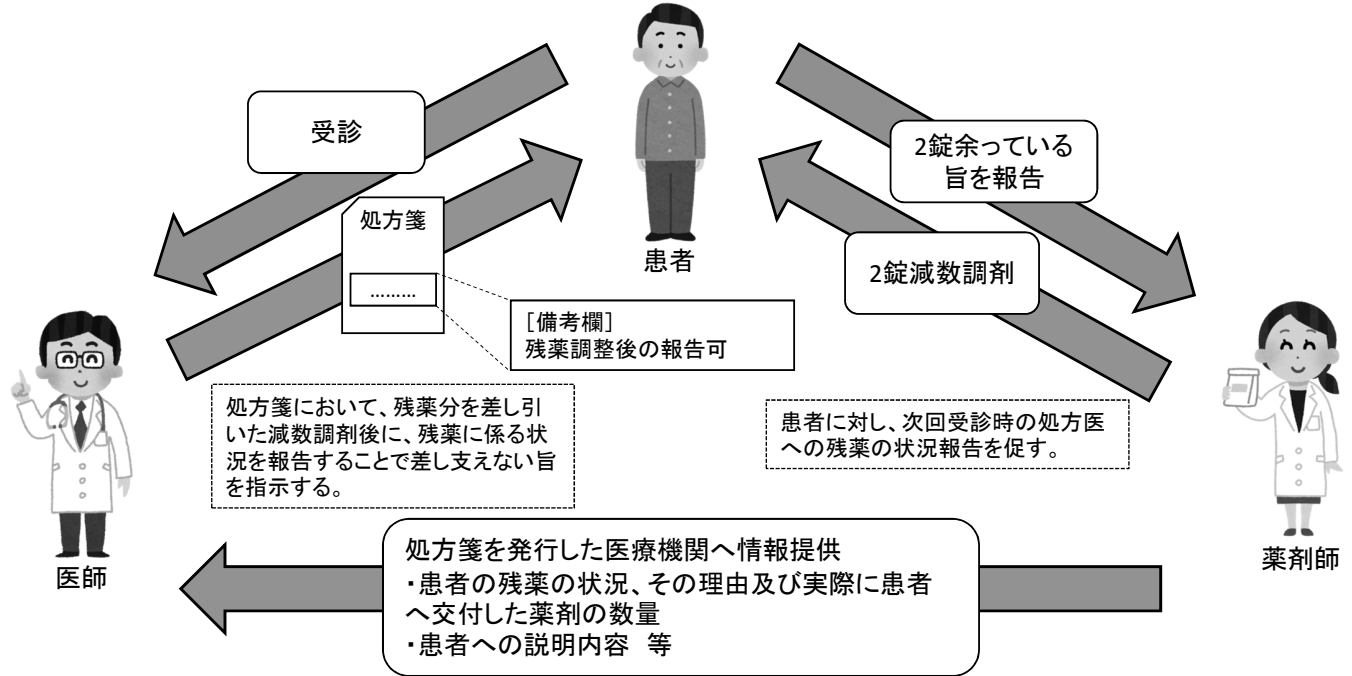 受診
処方箋
………
[備考欄]
残薬調整後の報告可
処方箋において、残薬分を差し引
いた減数調剤後に、残薬に係る状
況を報告することで差し支えない旨
を指示する。
患者
2錠余っている
旨を報告
2錠減数調剤
患者に対し、次回受診時の処方医
への残薬の状況報告を促す。
医師
薬剤師
処方箋を発行した医療機関へ情報提供
・患者の残薬の状況、その理由及び実際に患者
へ交付した薬剤の数量
・患者への説明内容　等